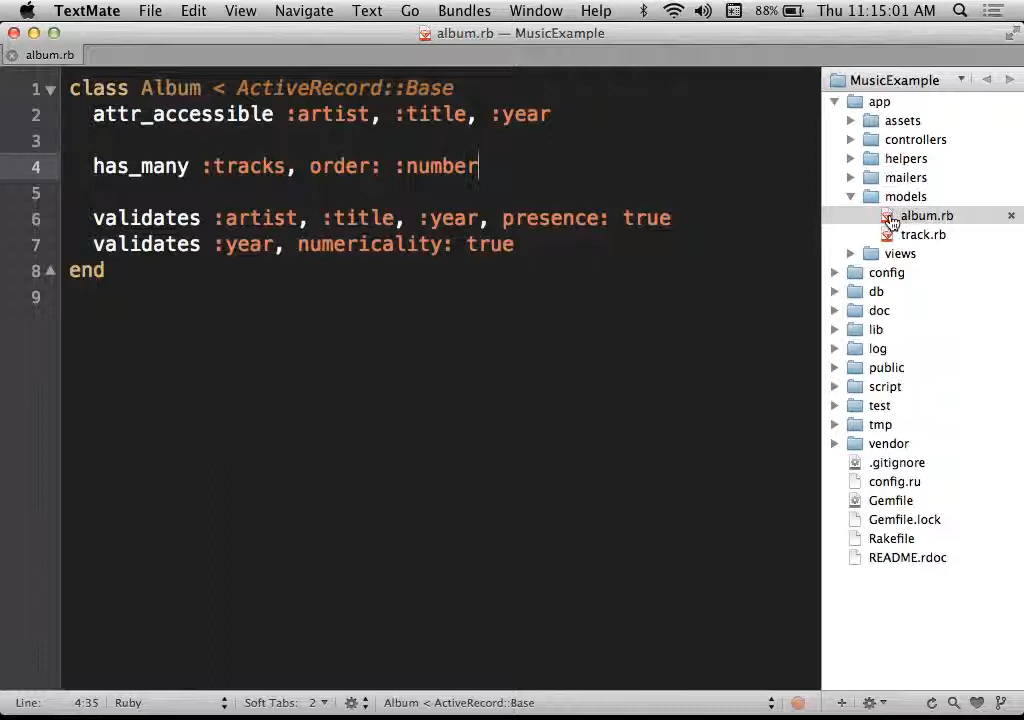 TextMate File Edit View Navigate Text Go Bundles Window Help 88% Thu 11:15:01 AM
album.rb — MusicExample
album.rb
1 class Album < ActiveRecord::Base
2 attr_accessible :artist, :title, :year
3
4 has_many :tracks, order: :number
5
6 validates :artist, :title, :year, presence: true
7 validates :year, numericality: true
8 end
9
MusicExample
app
assets
controllers
helpers
mailers
models
album.rb
track.rb
views
config
db
doc
lib
log
public
script
test
tmp
vendor
.gitignore
config.ru
Gemfile
Gemfile.lock
Rakefile
README.rdoc
Line: 4:35 Ruby Soft Tabs: 2 Album < ActiveRecord::Base